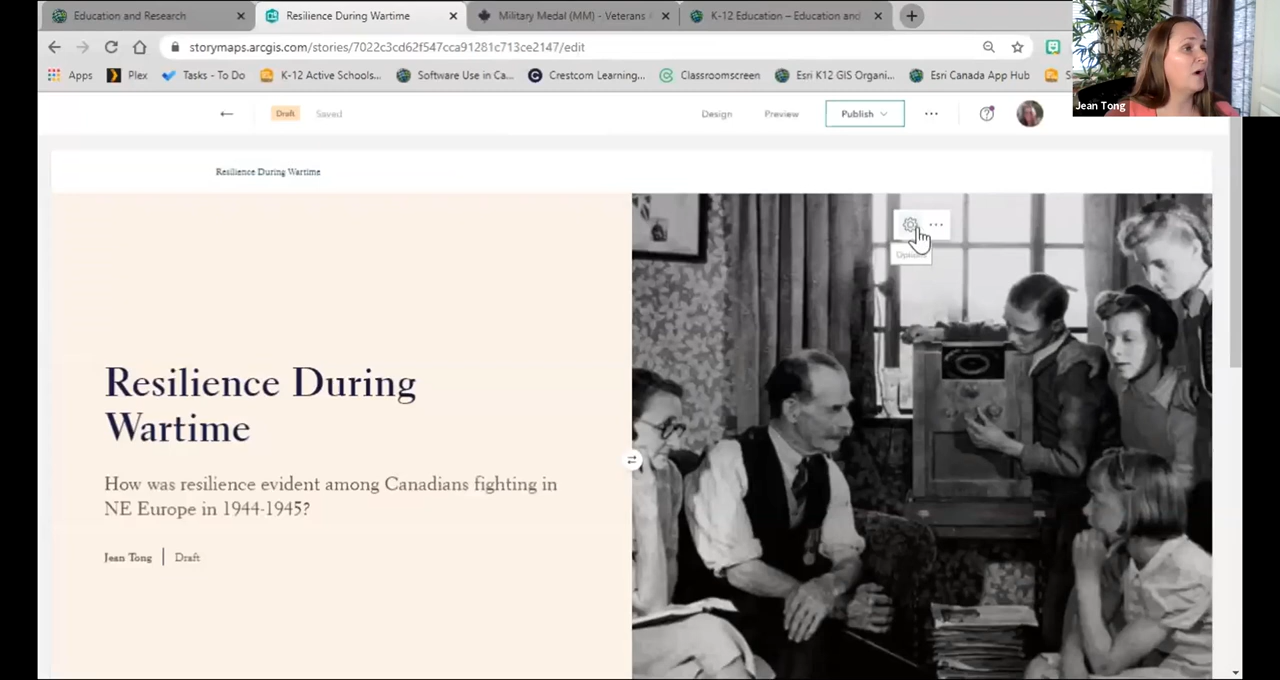 Education and Research
Resilience During Wartime
Military Medal (MM) - Veterans
K-12 Education – Education and
storymaps.arcgis.com/stories/7022c3cd62f547cca91281c713ce2147/edit
Apps
Plex
Tasks - To Do
K-12 Active Schools...
Software Use in Ca...
Crestcom Learning...
Classroomscreen
Esri K12 GIS Organi...
Esri Canada App Hub
Jean Tong
Draft
Saved
Design
Preview
Publish
Resilience During Wartime
Resilience During
Wartime
How was resilience evident among Canadians fighting in
NE Europe in 1944-1945?
Jean Tong | Draft